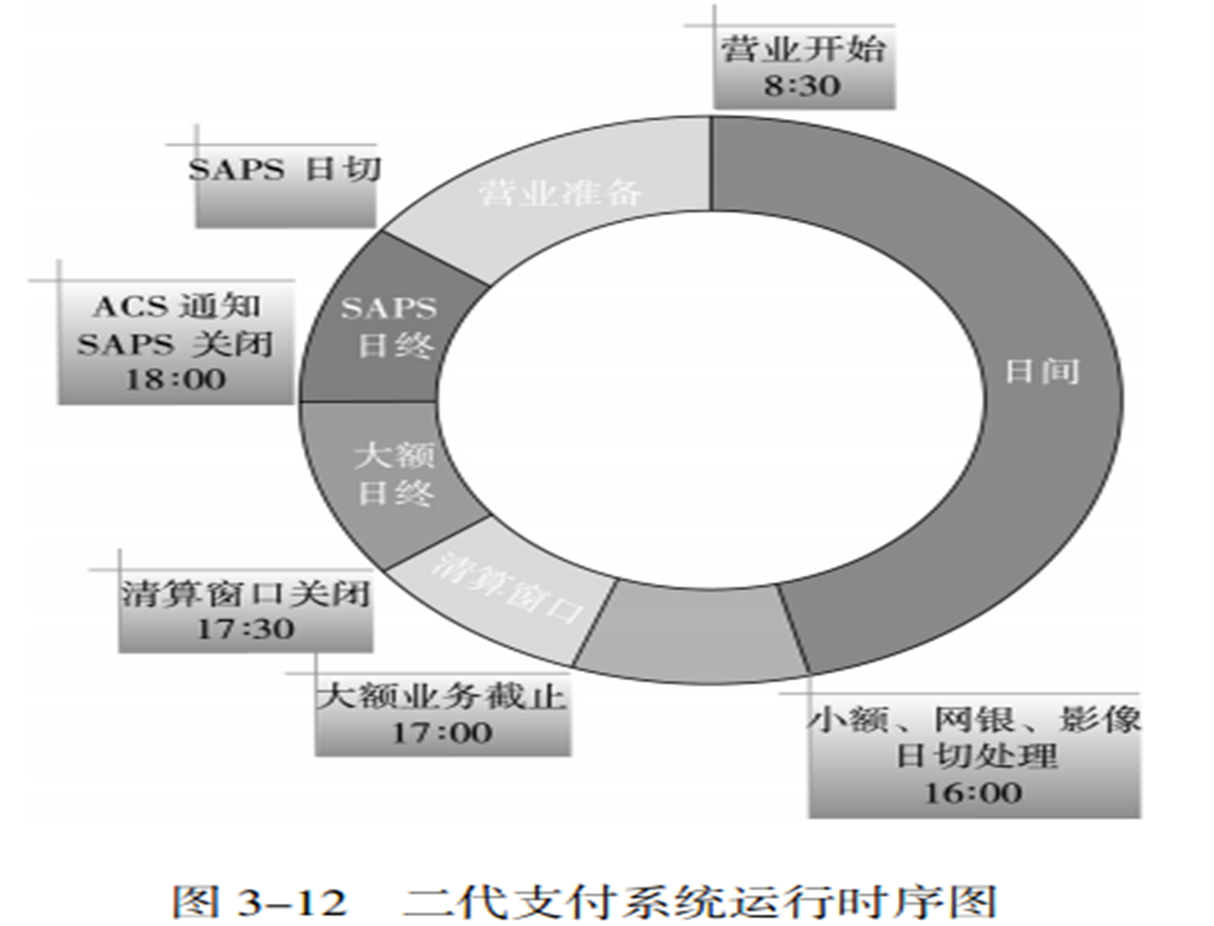 营业开始
8:30
SAPS 日切
营业准备
ACS 通知
SAPS 关闭
18:00
SAPS
日终
日间
大额
日终
清算窗口
清算窗口关闭
17:30
大额业务截止
17:00
小额、网银、影像
日切处理
16:00
图 3-12 二代支付系统运行时序图